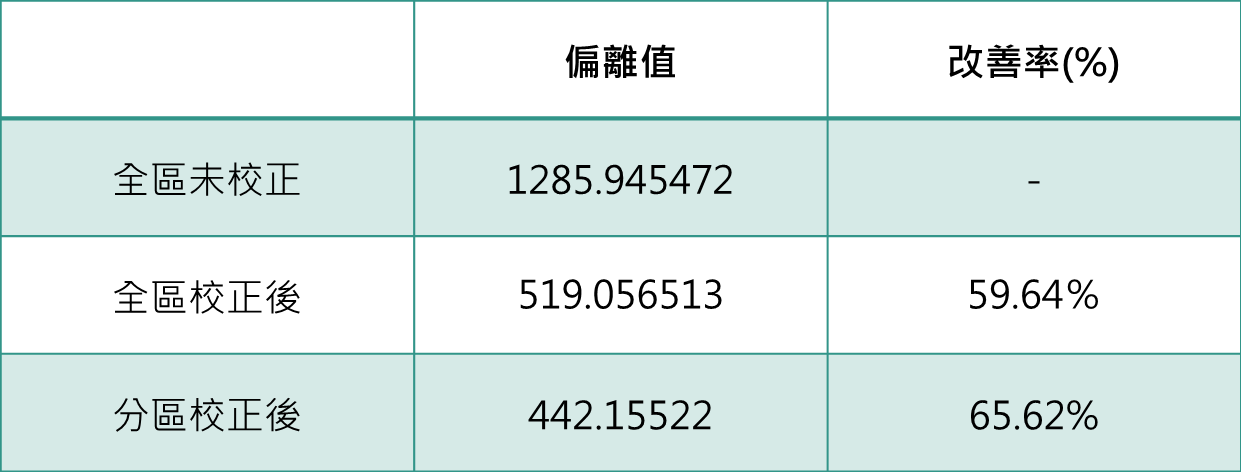 偏離值 改善率(%)
全區未校正 1285.945472 -
全區校正後 519.056513 59.64%
分區校正後 442.15522 65.62%